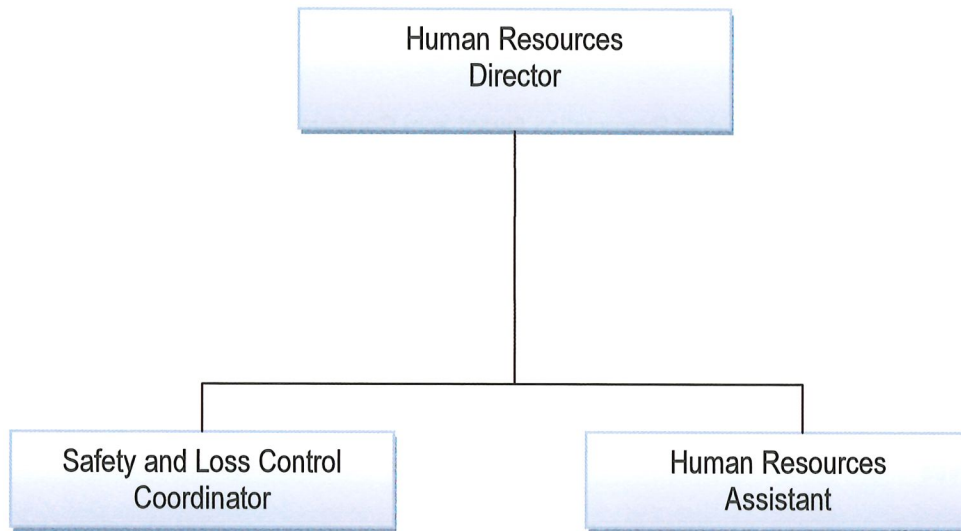 Human Resources
Director
Safety and Loss Control
Coordinator
Human Resources
Assistant